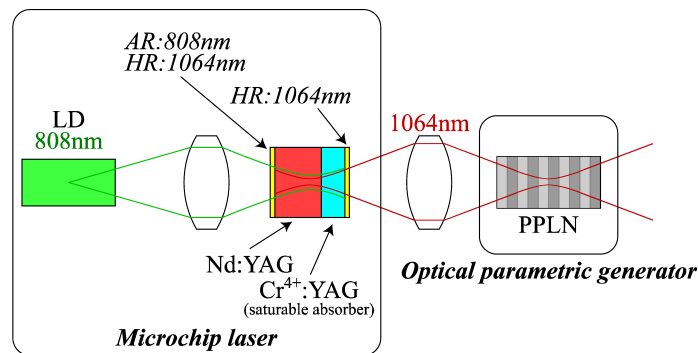 AR:808nm
HR:1064nm
HR:1064nm
LD
808nm
1064nm
Nd:YAG
Cr⁴⁺:YAG
(saturable absorber)
PPLN
Optical parametric generator
Microchip laser